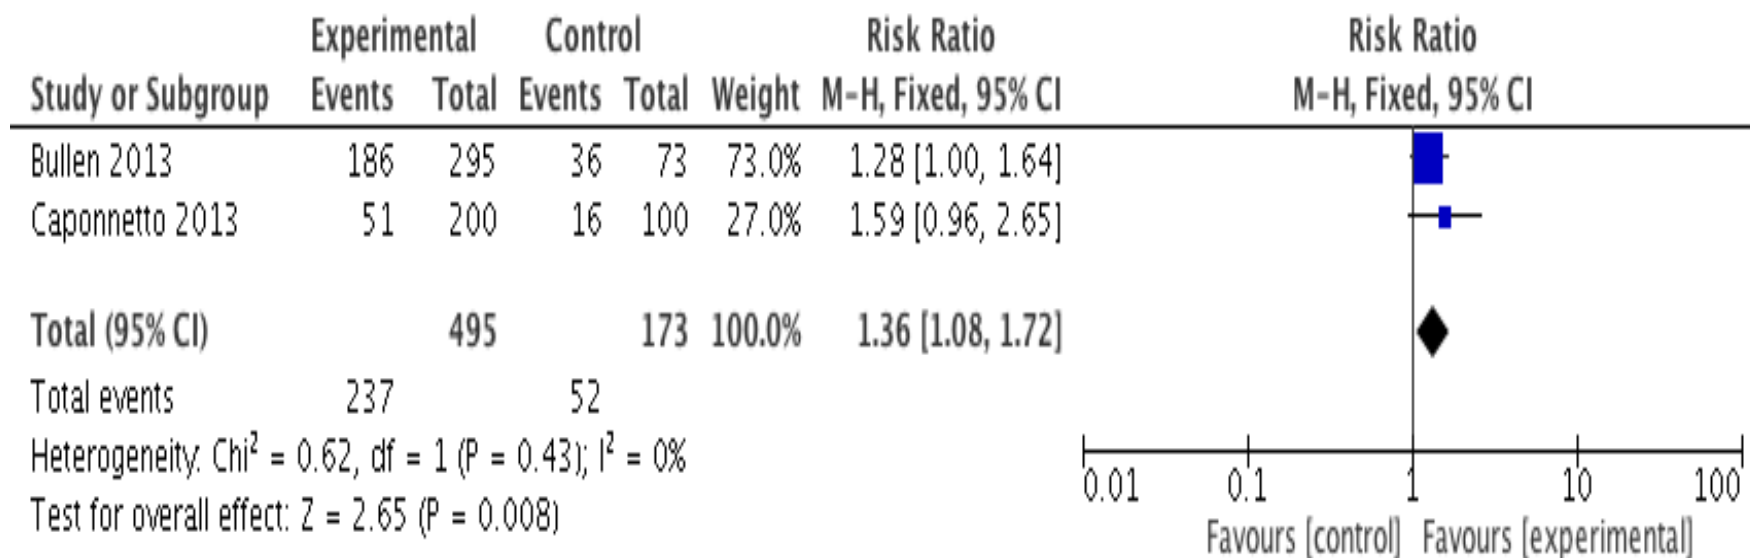 Experimental Control Risk Ratio Risk Ratio
Study or Subgroup Events Total Events Total Weight M-H, Fixed, 95% CI M-H, Fixed, 95% CI
Bullen 2013 186 295 36 73 73.0% 1.28 [1.00, 1.64]
Caponnetto 2013 51 200 16 100 27.0% 1.59 [0.96, 2.65]
Total (95% CI) 495 173 100.0% 1.36 [1.08, 1.72]
Total events 237 52
Heterogeneity: Chi² = 0.62, df = 1 (P = 0.43); I² = 0%
Test for overall effect: Z = 2.65 (P = 0.008)
0.01 0.1 1 10 100
Favours [control] Favours [experimental]